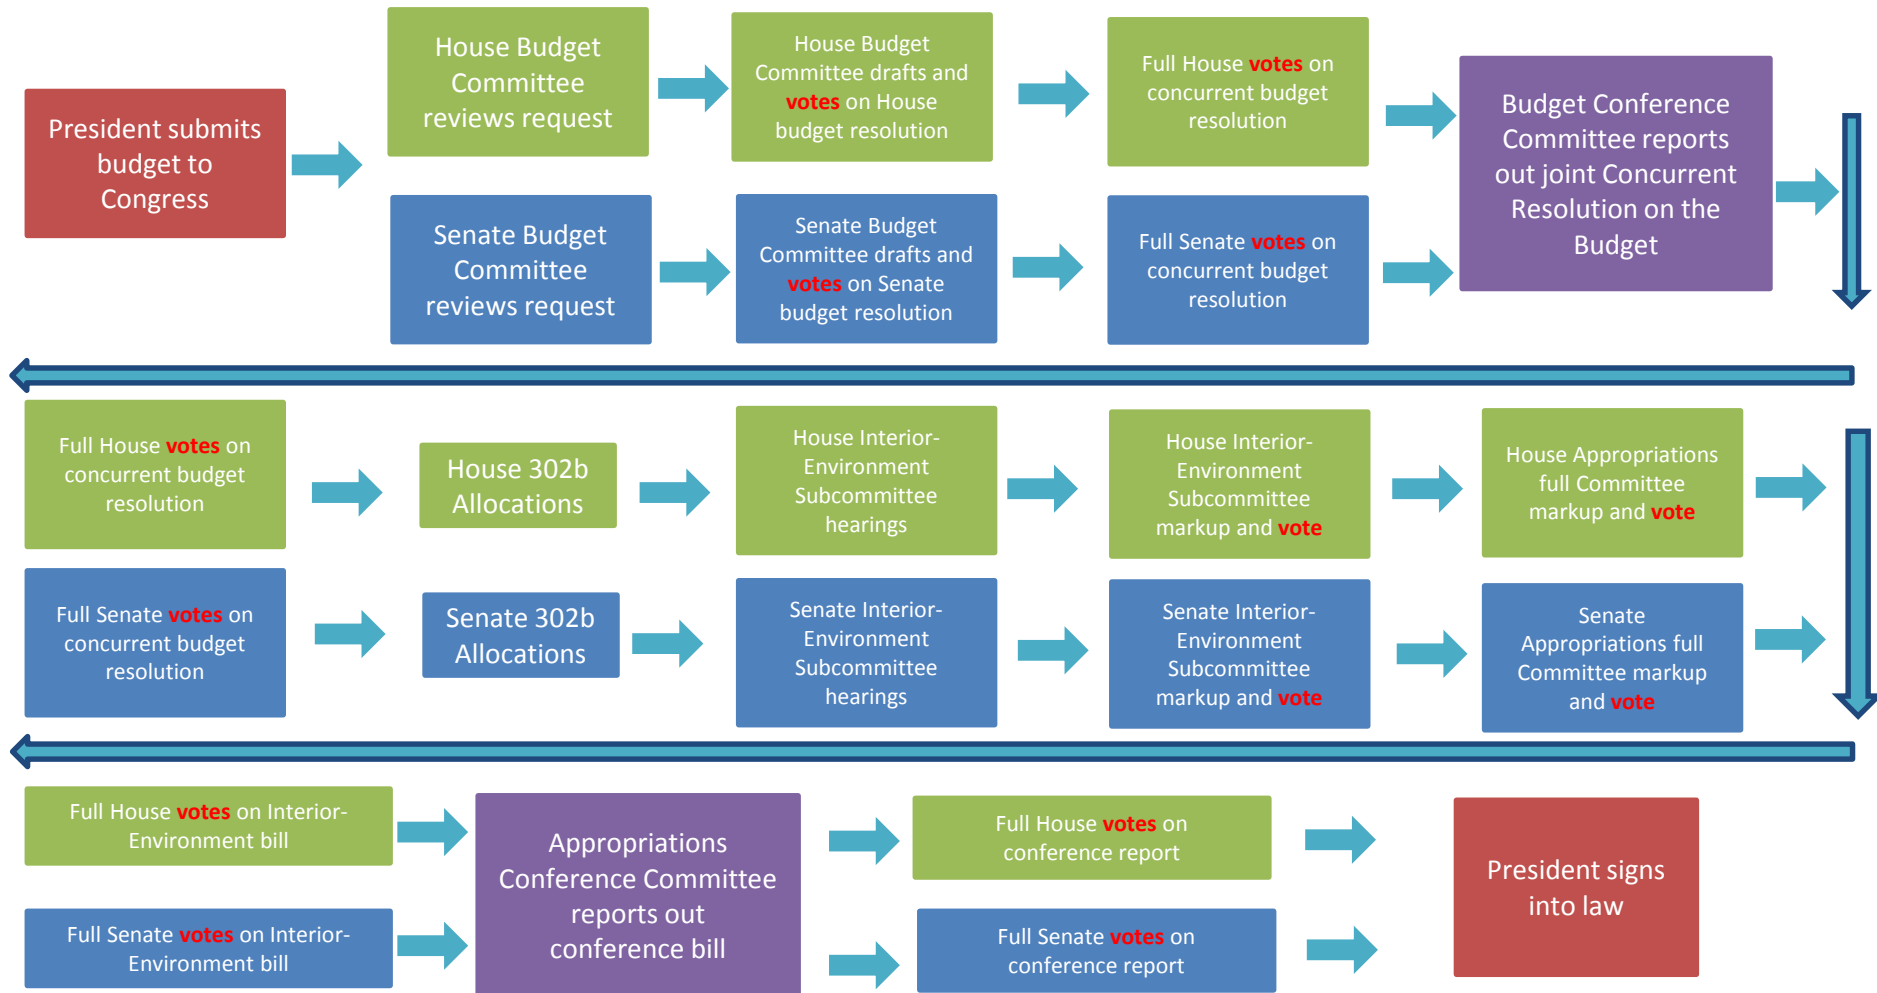 President submits
budget to
Congress
House Budget
Committee
reviews request
House Budget
Committee drafts and
votes on House
budget resolution
Full House votes on
concurrent budget
resolution
Senate Budget
Committee
reviews request
Senate Budget
Committee drafts and
votes on Senate
budget resolution
Full Senate votes on
concurrent budget
resolution
Budget Conference
Committee reports
out joint Concurrent
Resolution on the
Budget
Full House votes on
concurrent budget
resolution
House 302b
Allocations
House Interior-
Environment
Subcommittee
hearings
House Interior-
Environment
Subcommittee
markup and vote
House Appropriations
full Committee
markup and vote
Full Senate votes on
concurrent budget
resolution
Senate 302b
Allocations
Senate Interior-
Environment
Subcommittee
hearings
Senate Interior-
Environment
Subcommittee
markup and vote
Senate
Appropriations full
Committee markup
and vote
Full House votes on Interior-
Environment bill
Full Senate votes on Interior-
Environment bill
Appropriations
Conference Committee
reports out
conference bill
Full House votes on
conference report
Full Senate votes on
conference report
President signs
into law